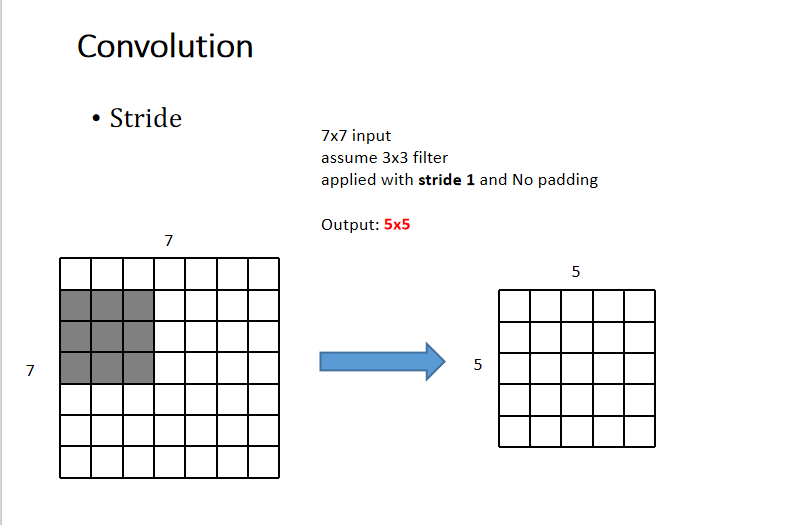 Convolution
• Stride
7x7 input
assume 3x3 filter
applied with stride 1 and No padding
Output: 5x5
7
7
5
5